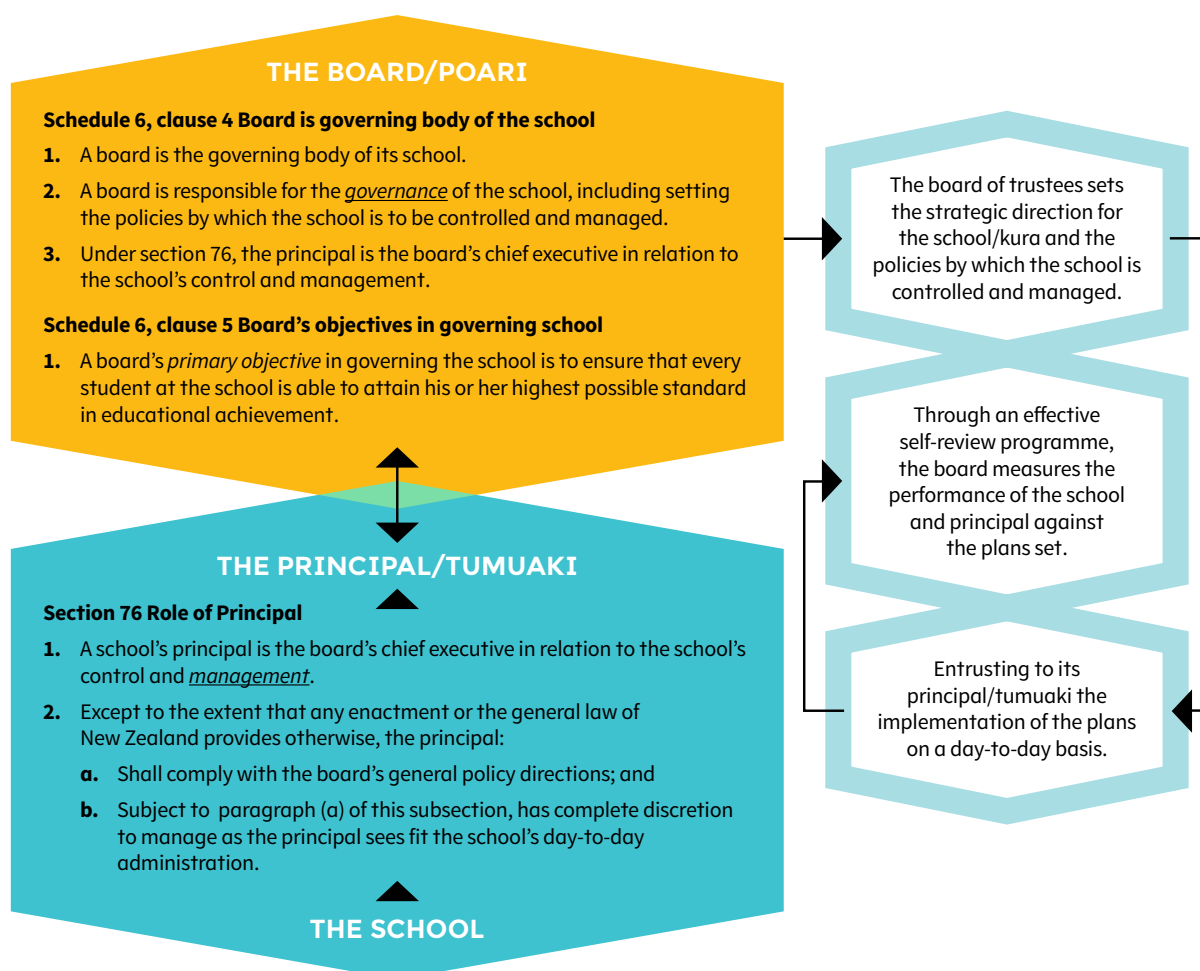 THE BOARD/POARI
Schedule 6, clause 4 Board is governing body of the school
1. A board is the governing body of its school.
2. A board is responsible for the governance of the school, including setting
the policies by which the school is to be controlled and managed.
3. Under section 76, the principal is the board’s chief executive in relation to
the school’s control and management.
Schedule 6, clause 5 Board’s objectives in governing school
1. A board’s primary objective in governing the school is to ensure that every
student at the school is able to attain his or her highest possible standard
in educational achievement.
THE PRINCIPAL/TUMUAKI
Section 76 Role of Principal
1. A school’s principal is the board’s chief executive in relation to the school’s
control and management.
2. Except to the extent that any enactment or the general law of
New Zealand provides otherwise, the principal:
a. Shall comply with the board’s general policy directions; and
b. Subject to paragraph (a) of this subsection, has complete discretion
to manage as the principal sees fit the school’s day-to-day
administration.
THE SCHOOL
The board of trustees sets
the strategic direction for
the school/kura and the
policies by which the school is
controlled and managed.
Through an effective
self-review programme,
the board measures the
performance of the school
and principal against
the plans set.
Entrusting to its
principal/tumuaki the
implementation of the plans
on a day-to-day basis.